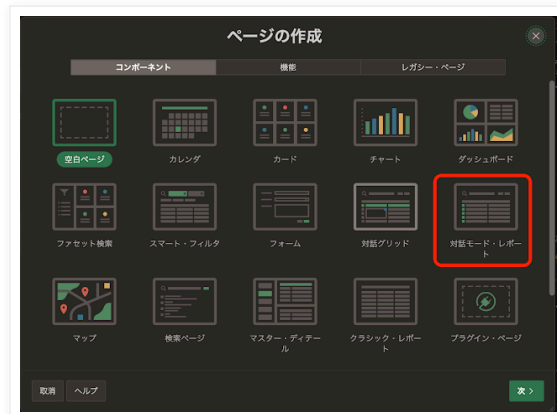 ページの作成
コンポーネント 機能 レガシー・ページ
空白ページ カレンダ カード チャート ダッシュボード
ファセット検索 スマート・フィルタ フォーム 対話グリッド 対話モード・レポー
ト
マップ 検索ページ マスター・ディテー クラシック・レポー プラグイン・ページ
ル ト
取消 ヘルプ 次 >